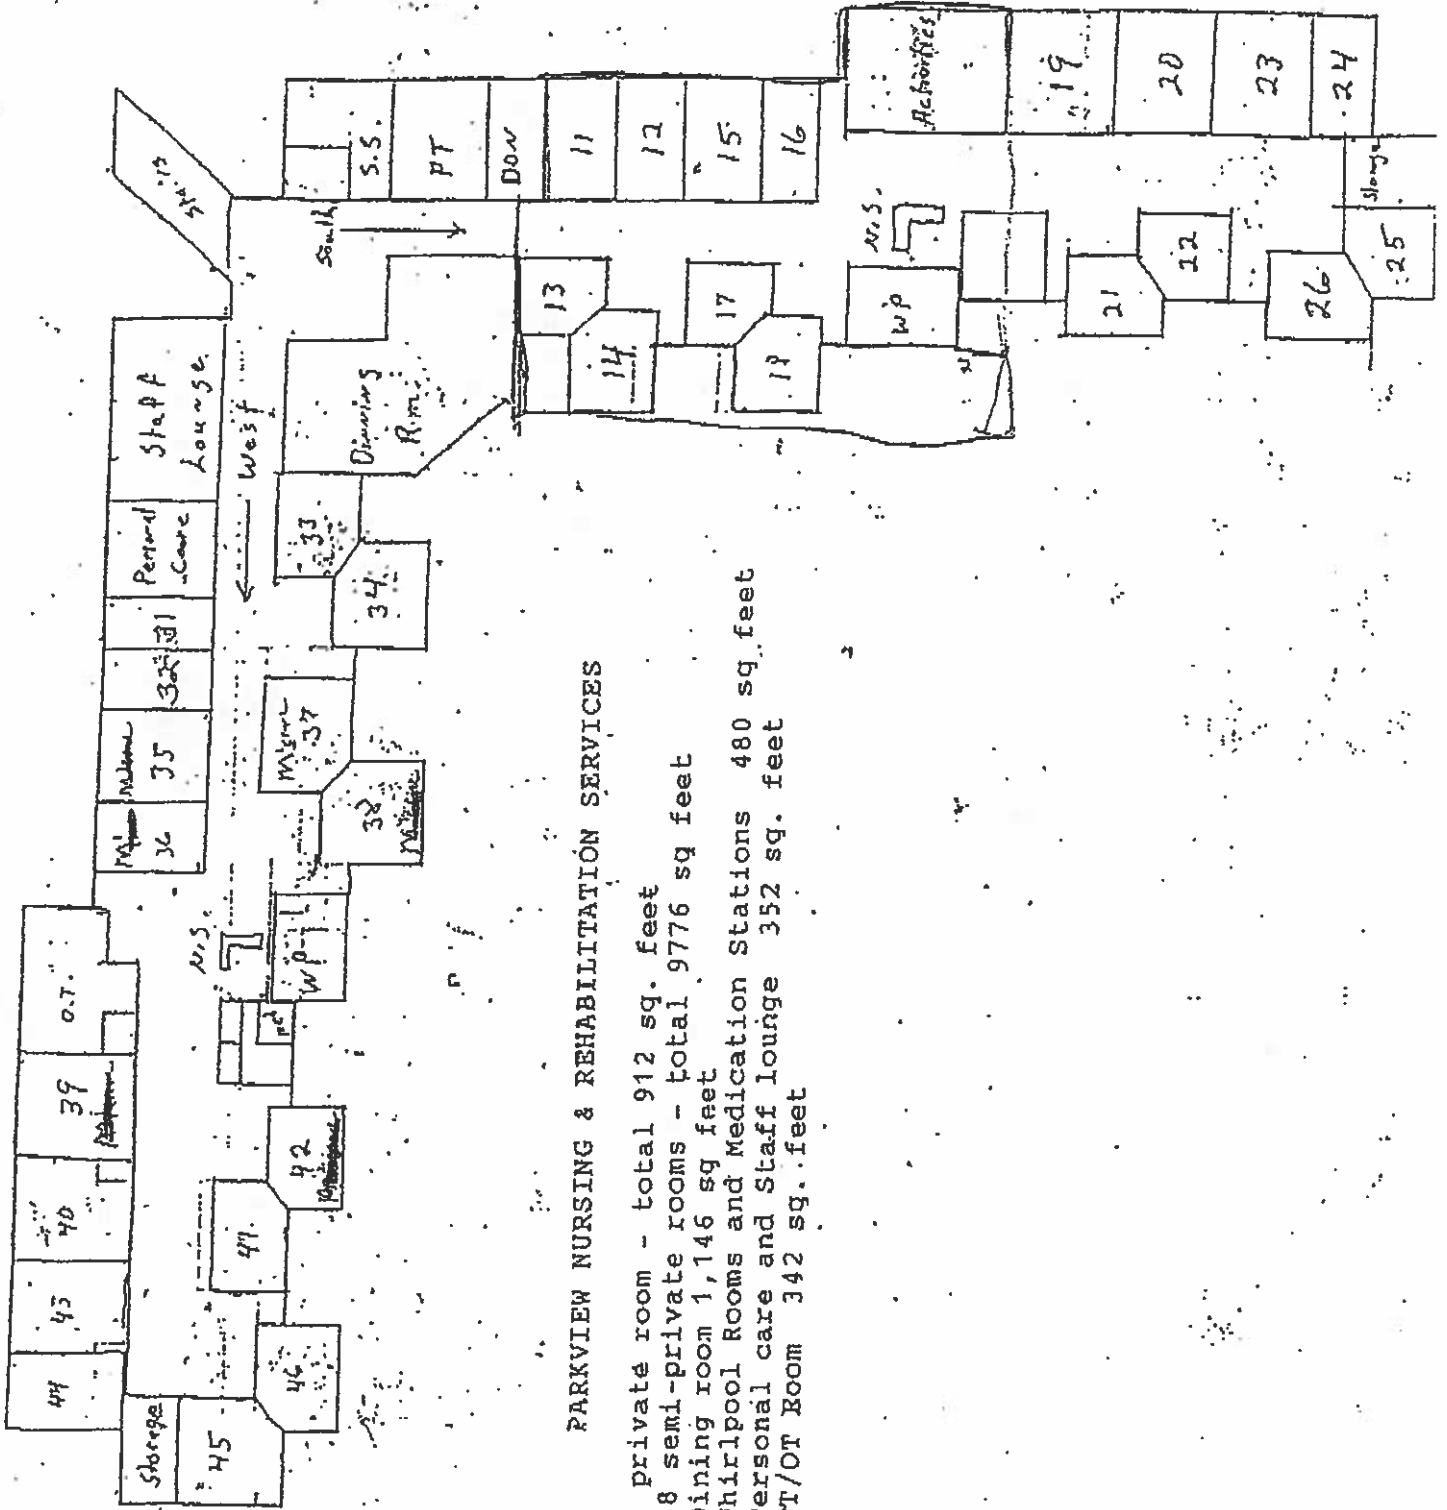 Stairs
S.S.
PT
DON
11
12
15
16
Activities
19
20
23
24
South
N.S.
Storage
13
14
17
18
WP
21
22
26
25
Staff
Lounge
West
Personal
Care
31
32
35
36
Dinning
Rm.
33
34
37
38
N.S.
WP
O.T.
39
40
43
44
42
41
46
Storage
45
PARKVIEW NURSING & REHABILITATION SERVICES
private room - total 912 sq. feet
8 semi-private rooms - total 9776 sq feet
ining room 1,146 sq feet
hirlpool Rooms and Medication Stations 480 sq feet
ersonal care and Staff lounge 352 sq. feet
T/OT Room 342 sq. feet